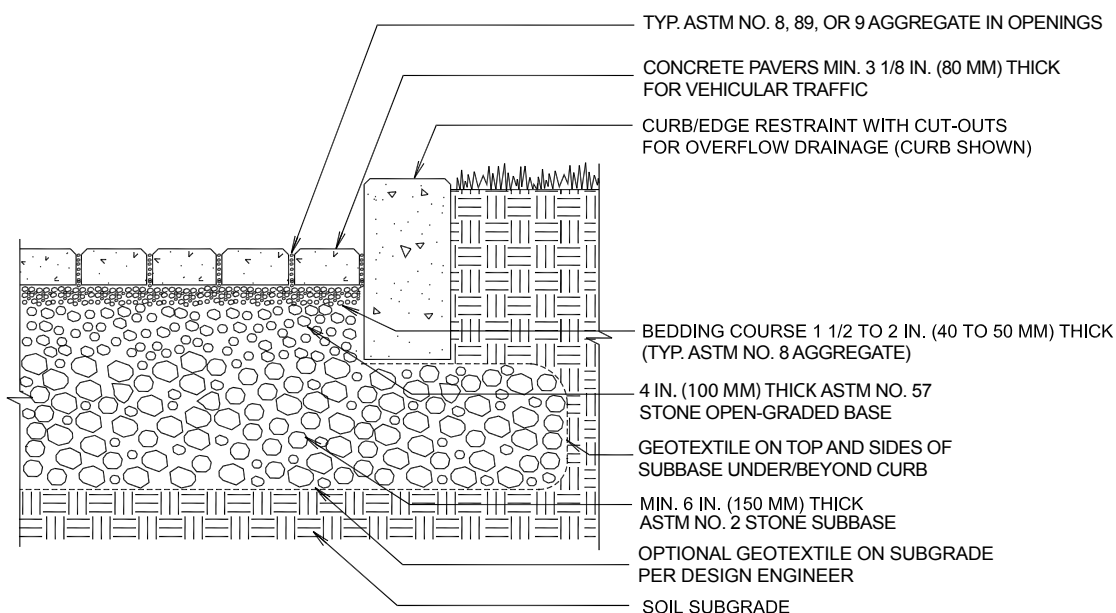 TYP. ASTM NO. 8, 89, OR 9 AGGREGATE IN OPENINGS
CONCRETE PAVERS MIN. 3 1/8 IN. (80 MM) THICK
FOR VEHICULAR TRAFFIC
CURB/EDGE RESTRAINT WITH CUT-OUTS
FOR OVERFLOW DRAINAGE (CURB SHOWN)
BEDDING COURSE 1 1/2 TO 2 IN. (40 TO 50 MM) THICK
(TYP. ASTM NO. 8 AGGREGATE)
4 IN. (100 MM) THICK ASTM NO. 57
STONE OPEN-GRADED BASE
GEOTEXTILE ON TOP AND SIDES OF
SUBBASE UNDER/BEYOND CURB
MIN. 6 IN. (150 MM) THICK
ASTM NO. 2 STONE SUBBASE
OPTIONAL GEOTEXTILE ON SUBGRADE
PER DESIGN ENGINEER
SOIL SUBGRADE